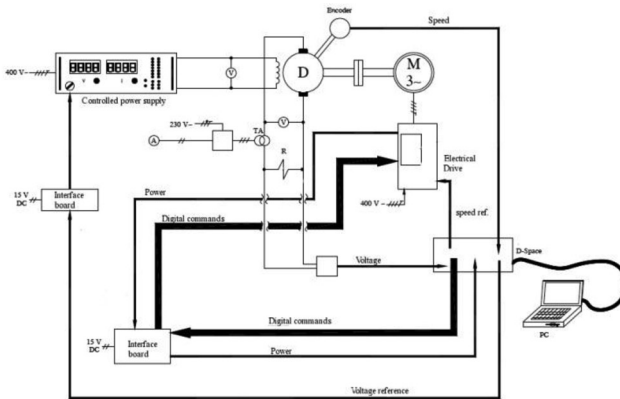 Encoder
Speed
400 V~
V
I
Controlled power supply
V
D
M
3~
230 V~
TA
V
A
R
Electrical
Drive
Power
400 V~
15 V
DC
Interface
board
Digital commands
speed ref.
D-Space
Voltage
Digital commands
PC
15 V
DC
Interface
board
Power
Voltage reference